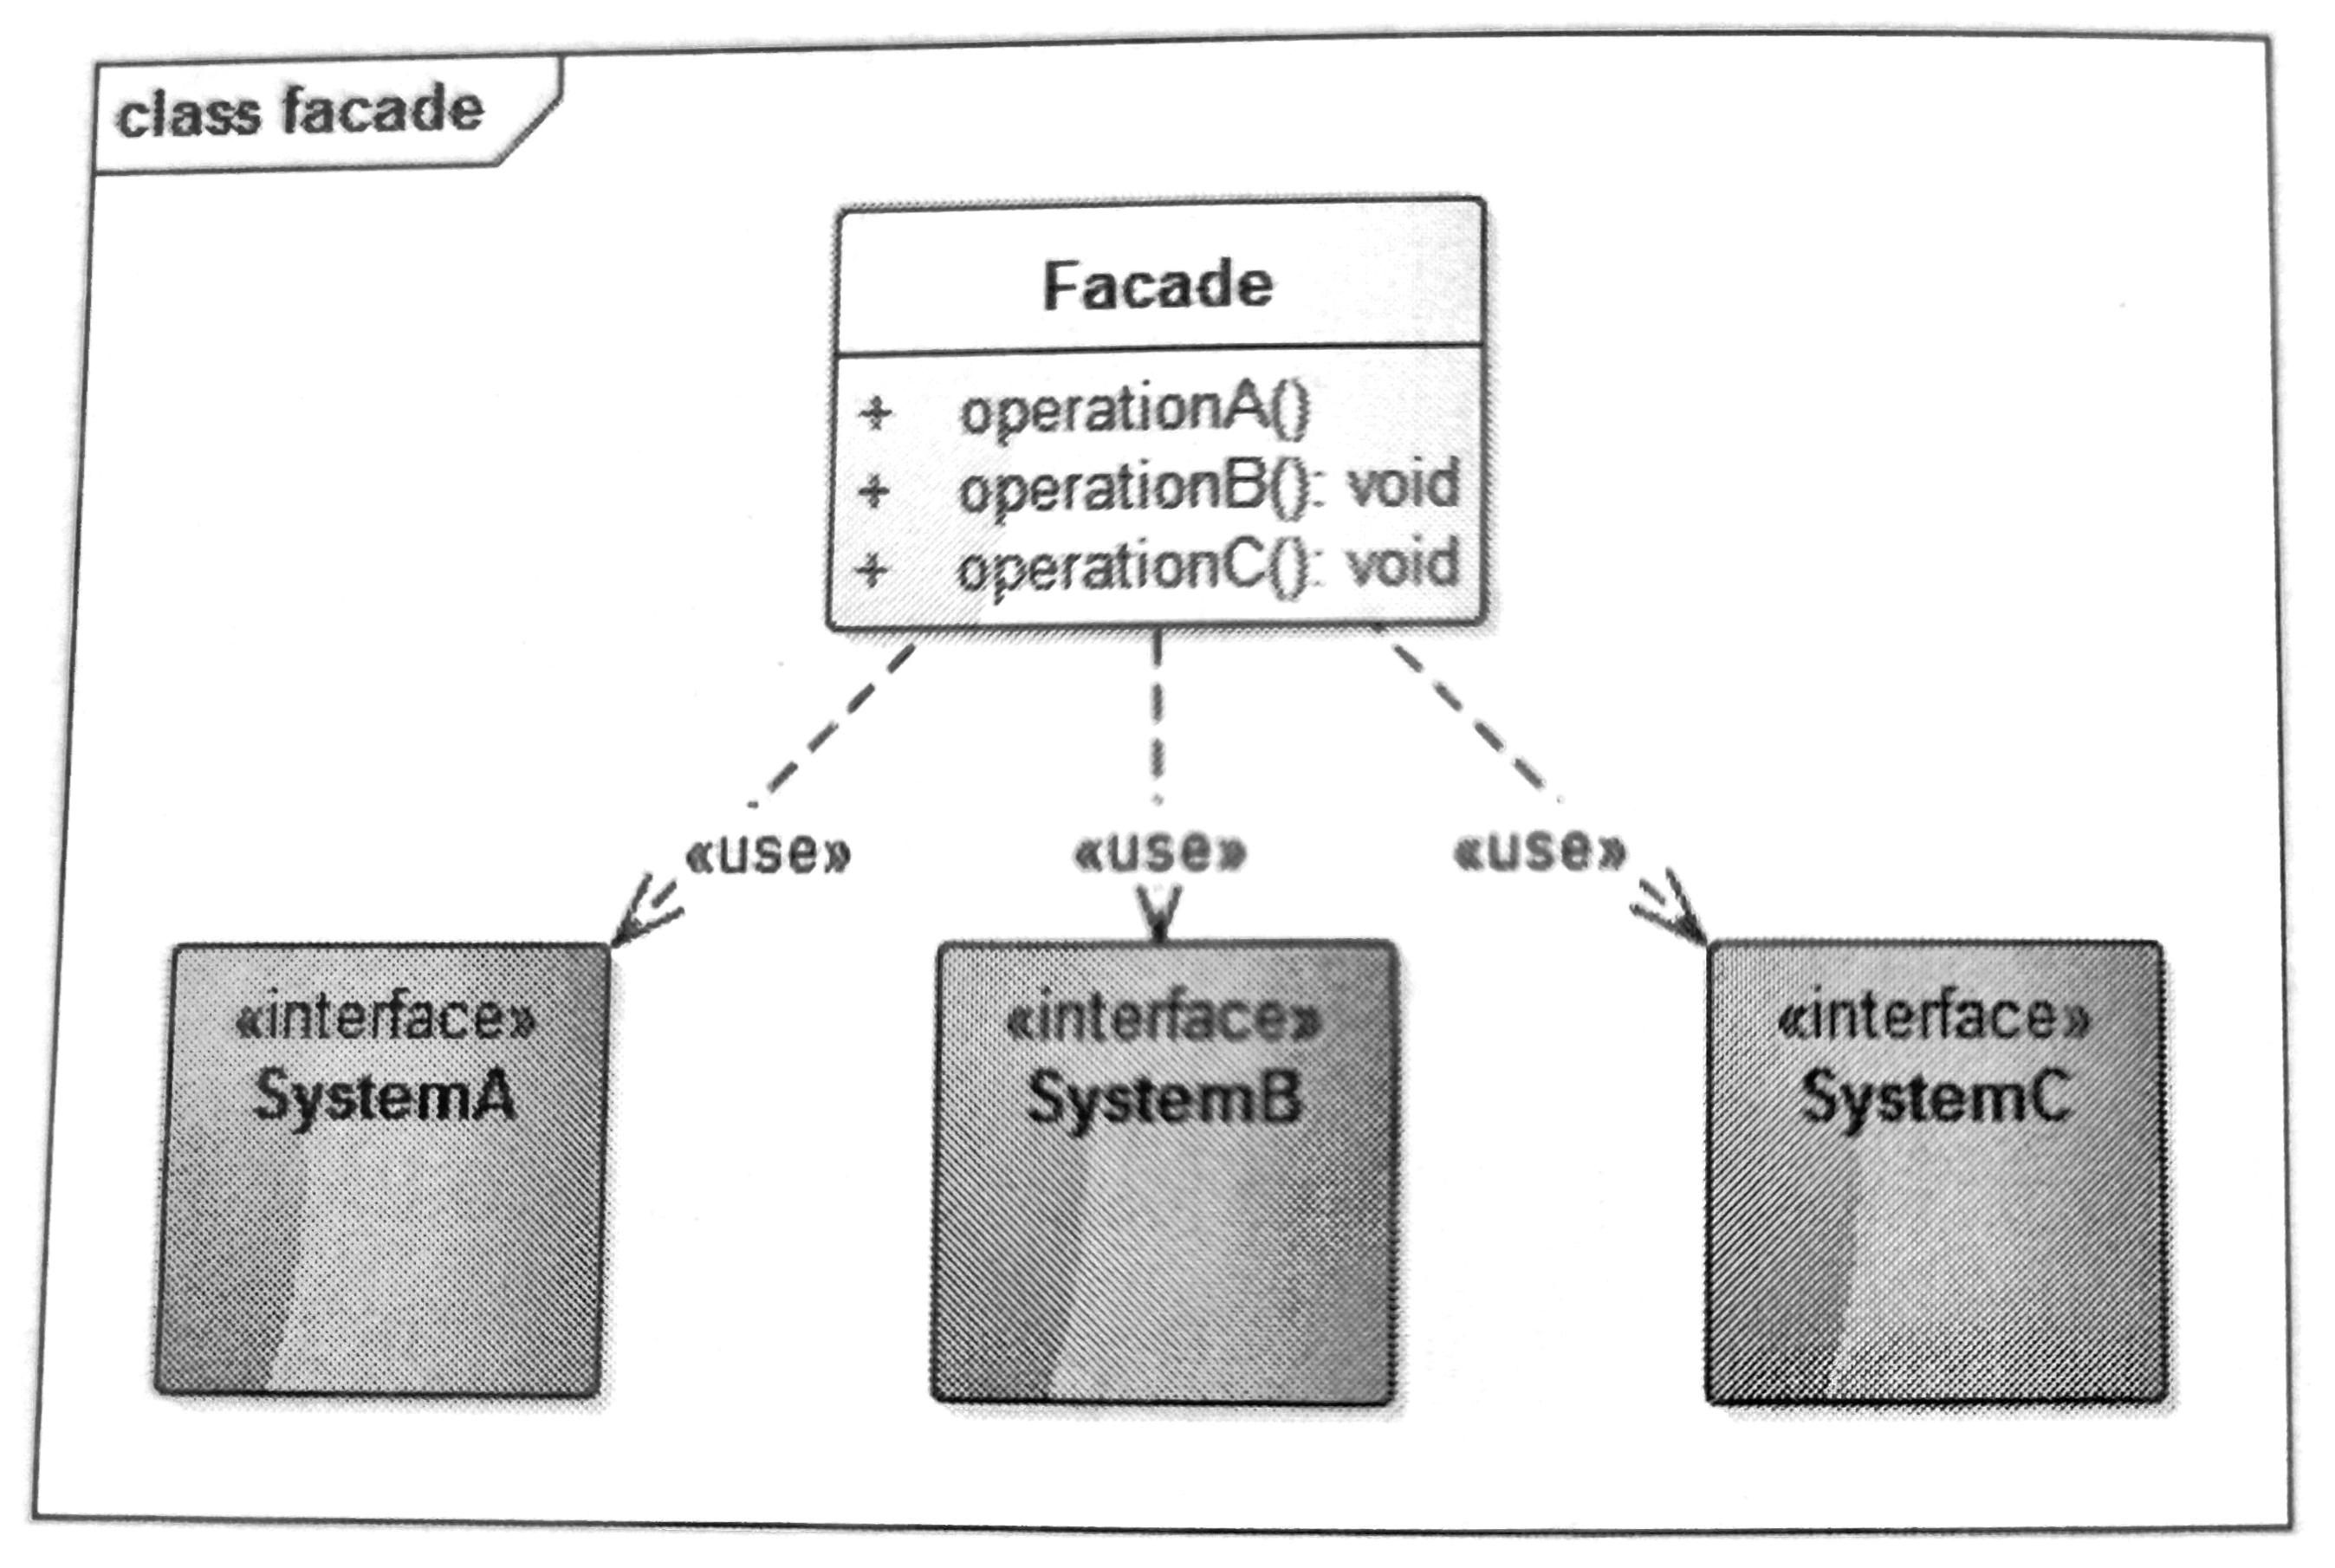 class facade
Facade
+ operationA()
+ operationB(): void
+ operationC(): void
«use» «use» «use»
«interface» «interface» «interface»
SystemA SystemB SystemC